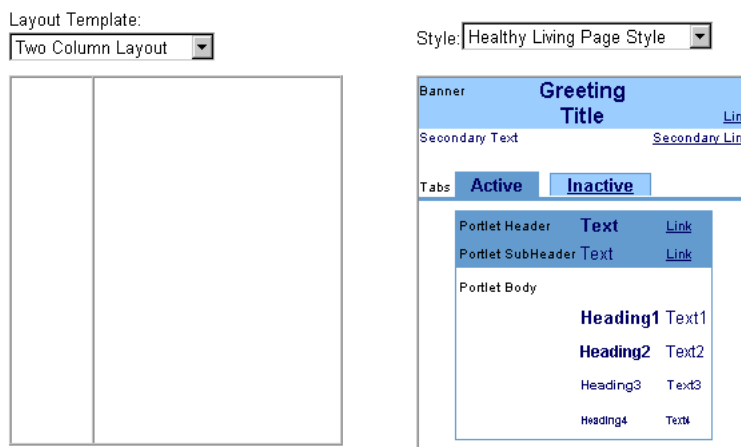 Layout Template:
Two Column Layout
Style: Healthy Living Page Style
Banner Greeting
Title
Secondary Text
Tabs Active Inactive
Portlet Header Text Link
Portlet SubHeader Text Link
Portlet Body
Heading1 Text1
Heading2 Text2
Heading3 Text3
Heading4 Text4